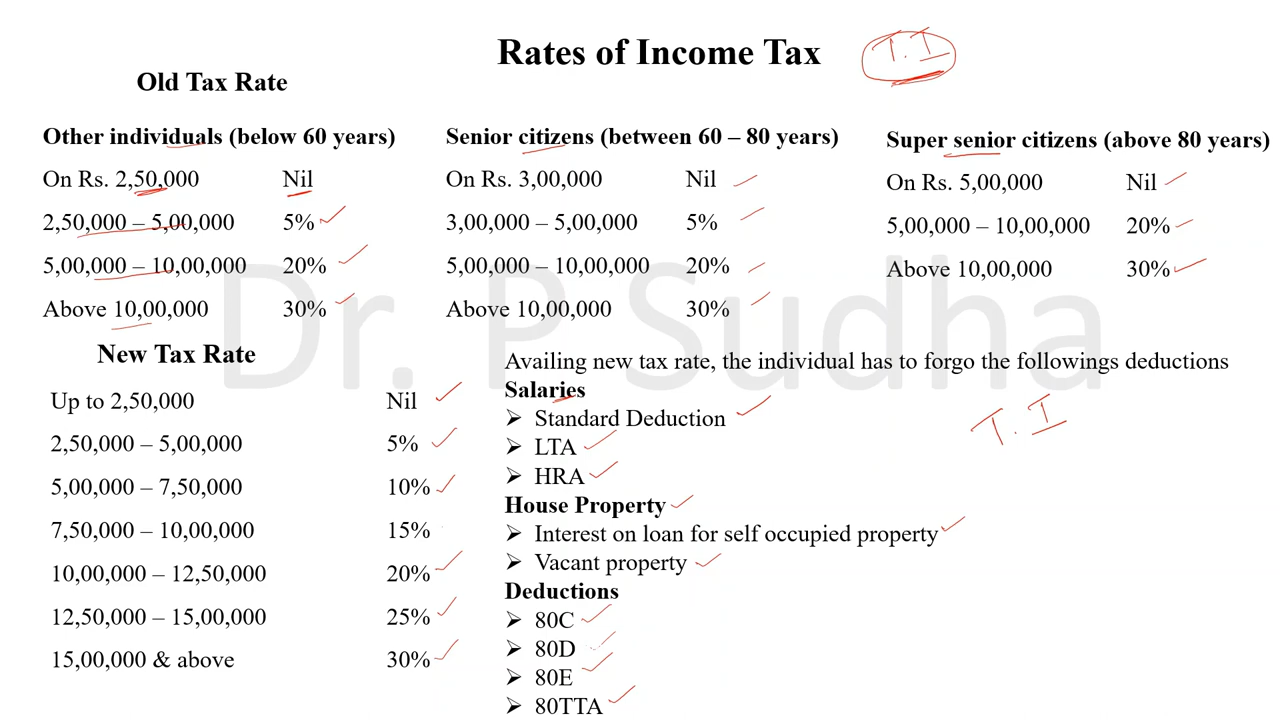 Rates of Income Tax
T.I
Old Tax Rate
Other individuals (below 60 years)
On Rs. 2,50,000 Nil
2,50,000 – 5,00,000 5%
5,00,000 – 10,00,000 20%
Above 10,00,000 30%
Senior citizens (between 60 – 80 years)
On Rs. 3,00,000 Nil
3,00,000 – 5,00,000 5%
5,00,000 – 10,00,000 20%
Above 10,00,000 30%
Super senior citizens (above 80 years)
On Rs. 5,00,000 Nil
5,00,000 – 10,00,000 20%
Above 10,00,000 30%
Dr. P Sudha
New Tax Rate
Up to 2,50,000 Nil
2,50,000 – 5,00,000 5%
5,00,000 – 7,50,000 10%
7,50,000 – 10,00,000 15%
10,00,000 – 12,50,000 20%
12,50,000 – 15,00,000 25%
15,00,000 & above 30%
Availing new tax rate, the individual has to forgo the followings deductions
Salaries
➢ Standard Deduction
➢ LTA
➢ HRA
T.I
House Property
➢ Interest on loan for self occupied property
➢ Vacant property
Deductions
➢ 80C
➢ 80D
➢ 80E
➢ 80TTA